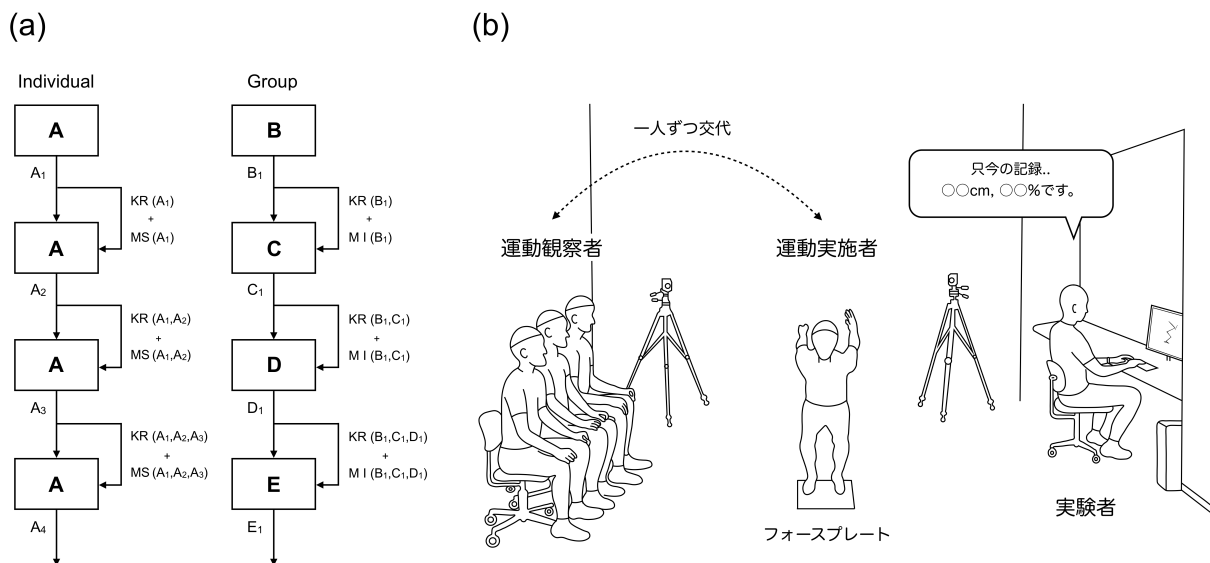 (a)
Individual
A
A₁
KR (A₁)
+
MS (A₁)
A
A₂
KR (A₁,A₂)
+
MS (A₁,A₂)
A
A₃
KR (A₁,A₂,A₃)
+
MS (A₁,A₂,A₃)
A
A₄
Group
B
B₁
KR (B₁)
+
M I (B₁)
C
C₁
KR (B₁,C₁)
+
M I (B₁,C₁)
D
D₁
KR (B₁,C₁,D₁)
+
M I (B₁,C₁,D₁)
E
E₁
(b)
一人ずつ交代
運動観察者
運動実施者
只今の記録..
○○cm, ○○%です。
フォースプレート
実験者